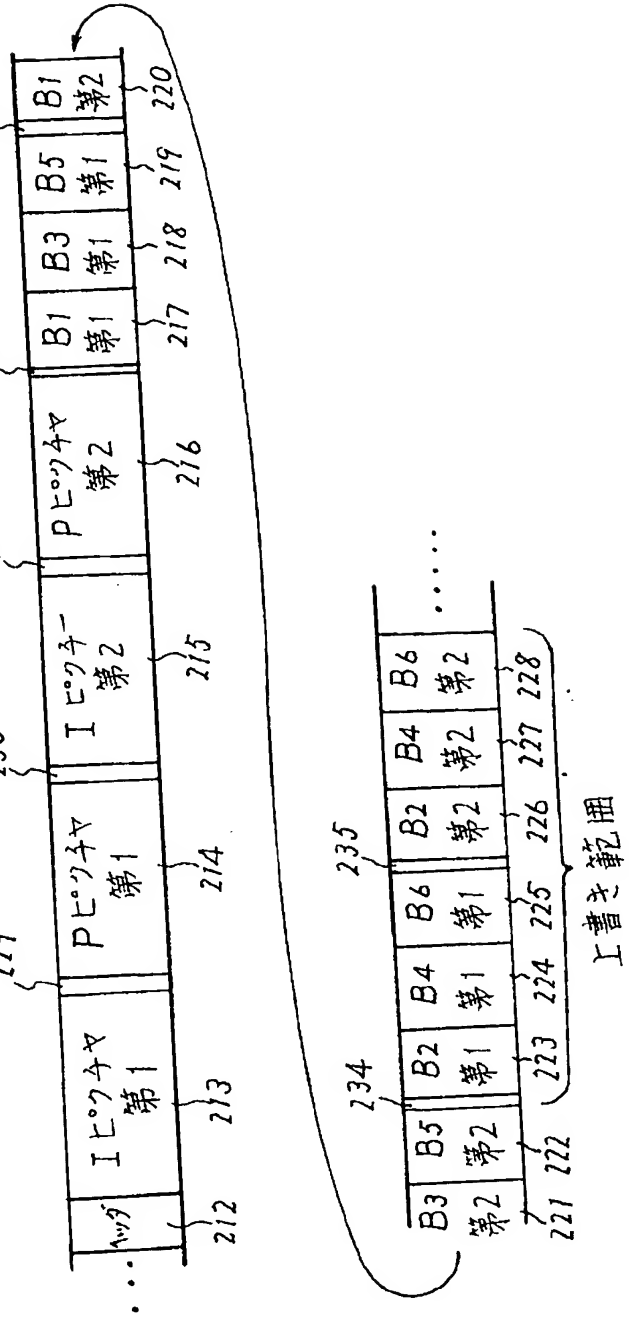 ・・・
ヘッダ
Iピクチャ
第1
Pピクチャ
第1
Iピクチー
第2
Pピクチャ
第2
B1
第1
B3
第1
B5
第1
B1
第2
212
213
214
215
216
217
218
219
220
234
235
B3
第2
B5
第2
B2
第1
B4
第1
B6
第1
B2
第2
B4
第2
B6
第2
・・・・・
221
222
223
224
225
226
227
228
上書き範囲